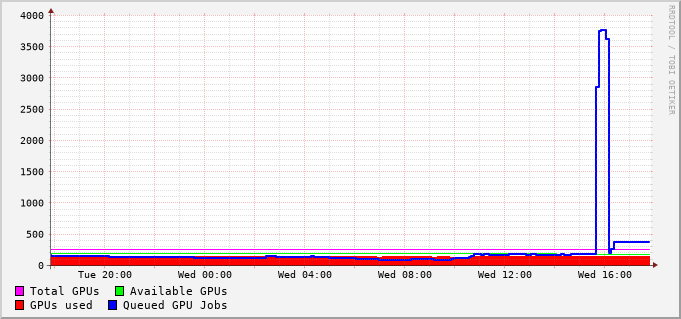 4000
3500
3000
2500
2000
1500
1000
500
0
Tue 20:00 Wed 00:00 Wed 04:00 Wed 08:00 Wed 12:00 Wed 16:00
Total GPUs Available GPUs
GPUs used Queued GPU Jobs
RRDTOOL / TOBI OETIKER